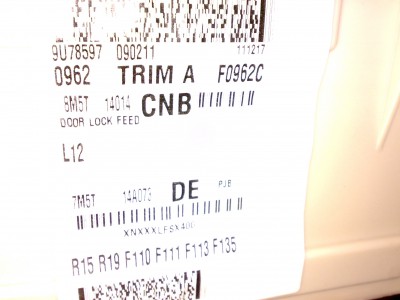 9U78597 090211 111217
0962 TRIM A F0962C
8M5T 14014 CNB
DOOR LOCK FEED
L12
7M5T 14A073 DE PJB
XNXXXLFSX400
R15 R19 F110 F111 F113 F135